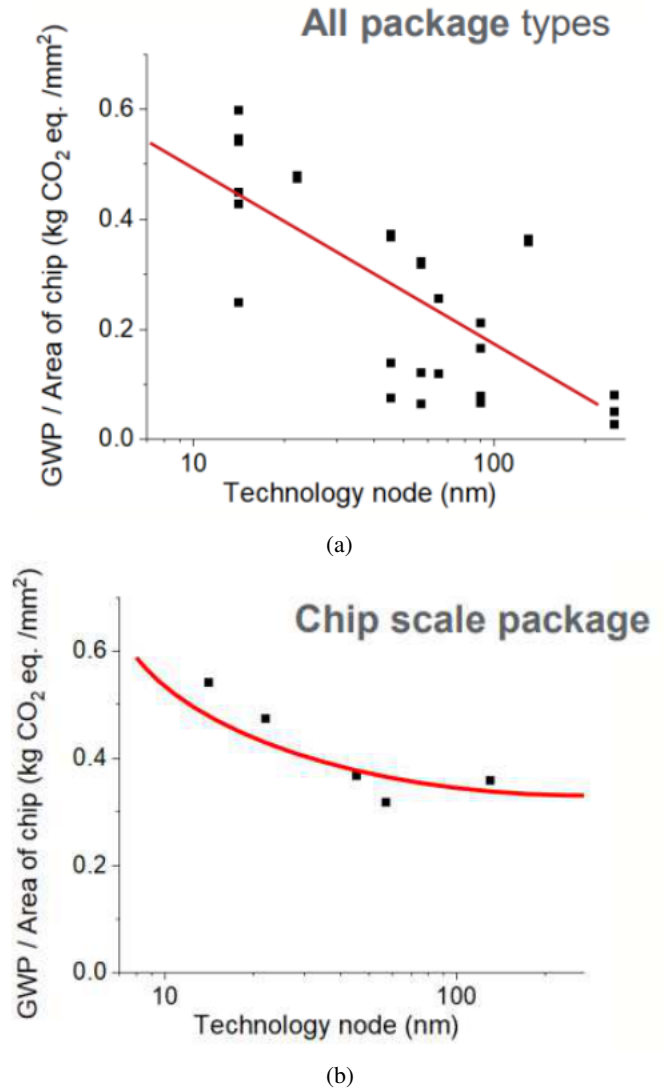 All package types
GWP / Area of chip (kg CO₂ eq. /mm²)
0.6
0.4
0.2
0.0
10
100
Technology node (nm)
(a)
Chip scale package
GWP / Area of chip (kg CO₂ eq. /mm²)
0.6
0.4
0.2
0.0
10
100
Technology node (nm)
(b)